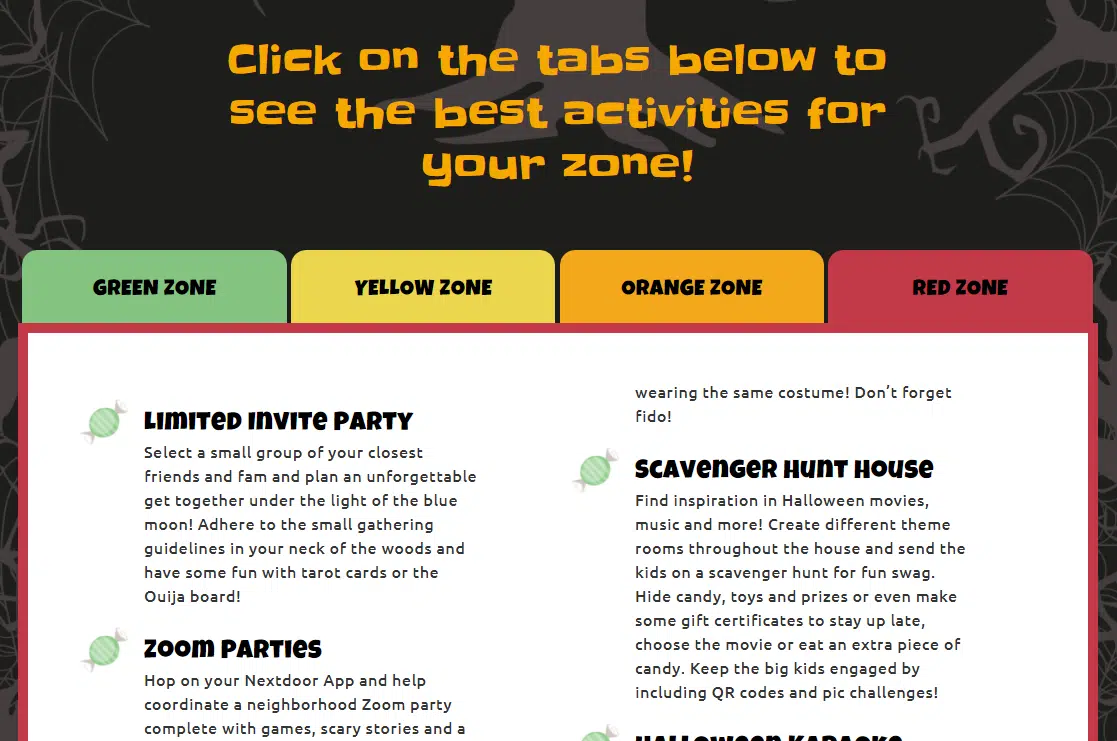 Click on the tabs below to
see the best activities for
your zone!
GREEN ZONE
YELLOW ZONE
ORANGE ZONE
RED ZONE
Limited Invite Party
Select a small group of your closest
friends and fam and plan an unforgettable
get together under the light of the blue
moon! Adhere to the small gathering
guidelines in your neck of the woods and
have some fun with tarot cards or the
Ouija board!
Zoom Parties
Hop on your Nextdoor App and help
coordinate a neighborhood Zoom party
complete with games, scary stories and a
wearing the same costume! Don’t forget
fido!
Scavenger Hunt House
Find inspiration in Halloween movies,
music and more! Create different theme
rooms throughout the house and send the
kids on a scavenger hunt for fun swag.
Hide candy, toys and prizes or even make
some gift certificates to stay up late,
choose the movie or eat an extra piece of
candy. Keep the big kids engaged by
including QR codes and pic challenges!
Halloween Karaoke